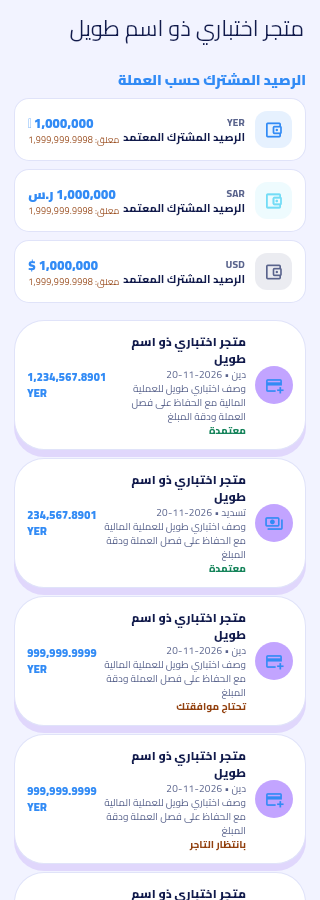 متجر اختباري ذو اسم طويل
الرصيد المشترك حسب العملة
YER
1,000,000
الرصيد المشترك المعتمد
معلق: 1,999,999.9998
SAR
1,000,000 ر.س
الرصيد المشترك المعتمد
معلق: 1,999,999.9998
USD
1,000,000 $
الرصيد المشترك المعتمد
معلق: 1,999,999.9998
متجر اختباري ذو اسم
طويل
دين • 2026-11-20
وصف اختباري طويل للعملية
المالية مع الحفاظ على فصل
العملة ودقة المبلغ
معتمدة
1,234,567.8901
YER
متجر اختباري ذو اسم
طويل
تسديد • 2026-11-20
وصف اختباري طويل للعملية المالية
مع الحفاظ على فصل العملة ودقة
المبلغ
معتمدة
234,567.8901
YER
متجر اختباري ذو اسم
طويل
دين • 2026-11-20
وصف اختباري طويل للعملية المالية
مع الحفاظ على فصل العملة ودقة
المبلغ
تحتاج موافقتك
999,999.9999
YER
متجر اختباري ذو اسم
طويل
دين • 2026-11-20
وصف اختباري طويل للعملية المالية
مع الحفاظ على فصل العملة ودقة
المبلغ
بانتظار التاجر
999,999.9999
YER
متجر اختباري ذو اسم